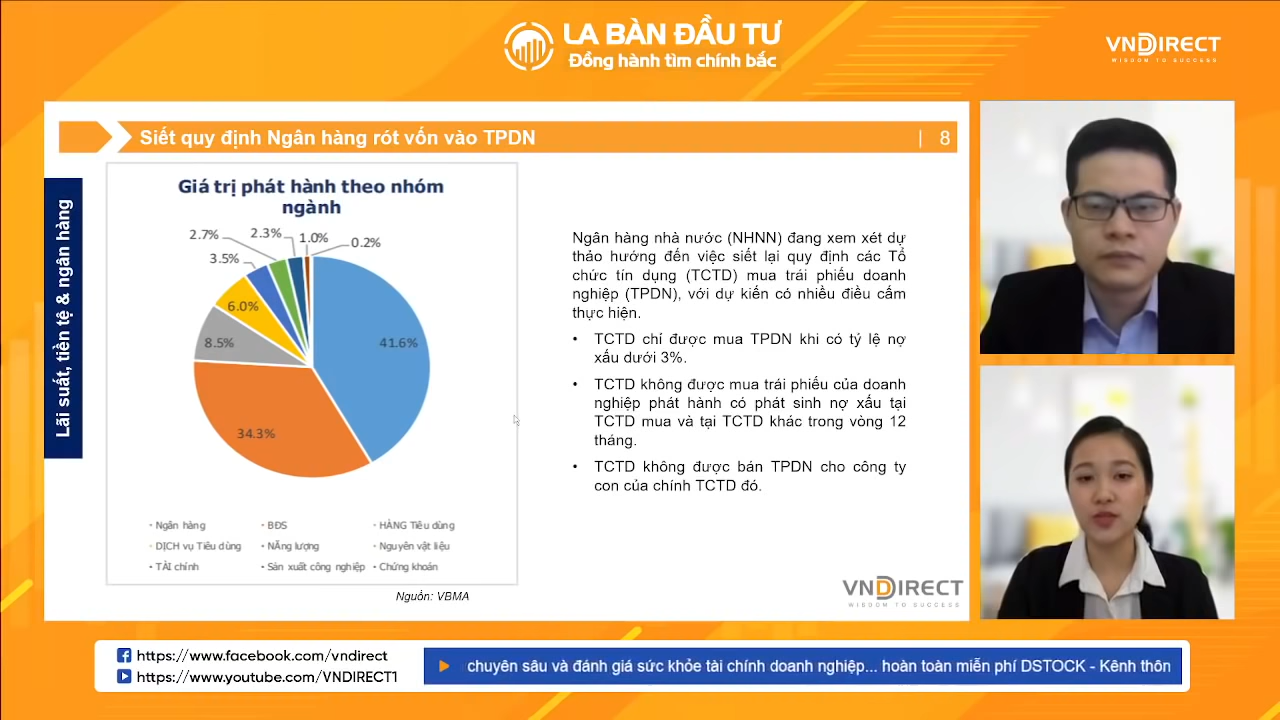 LA BÀN ĐẦU TƯ
Đồng hành tìm chính bắc
VNDIRECT
WISDOM TO SUCCESS
Siết quy định Ngân hàng rót vốn vào TPDN
| 8
Lãi suất, tiền tệ & ngân hàng
Giá trị phát hành theo nhóm
ngành
2.7%
2.3%
1.0%
0.2%
3.5%
6.0%
8.5%
41.6%
34.3%
Ngân hàng
BĐS
HÀNG Tiêu dùng
DỊCH vụ Tiêu dùng
NĂng lượng
Nguyên vật liệu
TÀI chính
Sản xuất công nghiệp
Chứng khoán
Nguồn: VBMA
Ngân hàng nhà nước (NHNN) đang xem xét dự
thảo hướng đến việc siết lại quy định các Tổ
chức tín dụng (TCTD) mua trái phiếu doanh
nghiệp (TPDN), với dự kiến có nhiều điều cấm
thực hiện.
• TCTD chỉ được mua TPDN khi có tỷ lệ nợ
xấu dưới 3%.
• TCTD không được mua trái phiếu của doanh
nghiệp phát hành có phát sinh nợ xấu tại
TCTD mua và tại TCTD khác trong vòng 12
tháng.
• TCTD không được bán TPDN cho công ty
con của chính TCTD đó.
VNDIRECT
WISDOM TO SUCCESS
https://www.facebook.com/vndirect
https://www.youtube.com/VNDIRECT1
chuyên sâu và đánh giá sức khỏe tài chính doanh nghiệp... hoàn toàn miễn phí DSTOCK - Kênh thôn